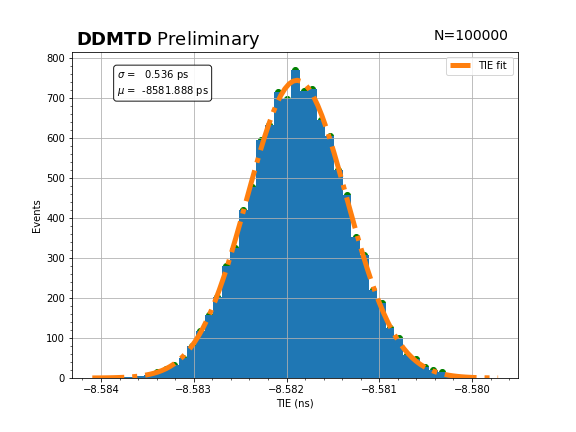 DDMTD Preliminary
N=100000
σ = 0.536 ps
μ = -8581.888 ps
TIE fit
800
700
600
500
400
300
200
100
0
Events
−8.584
−8.583
−8.582
−8.581
−8.580
TIE (ns)